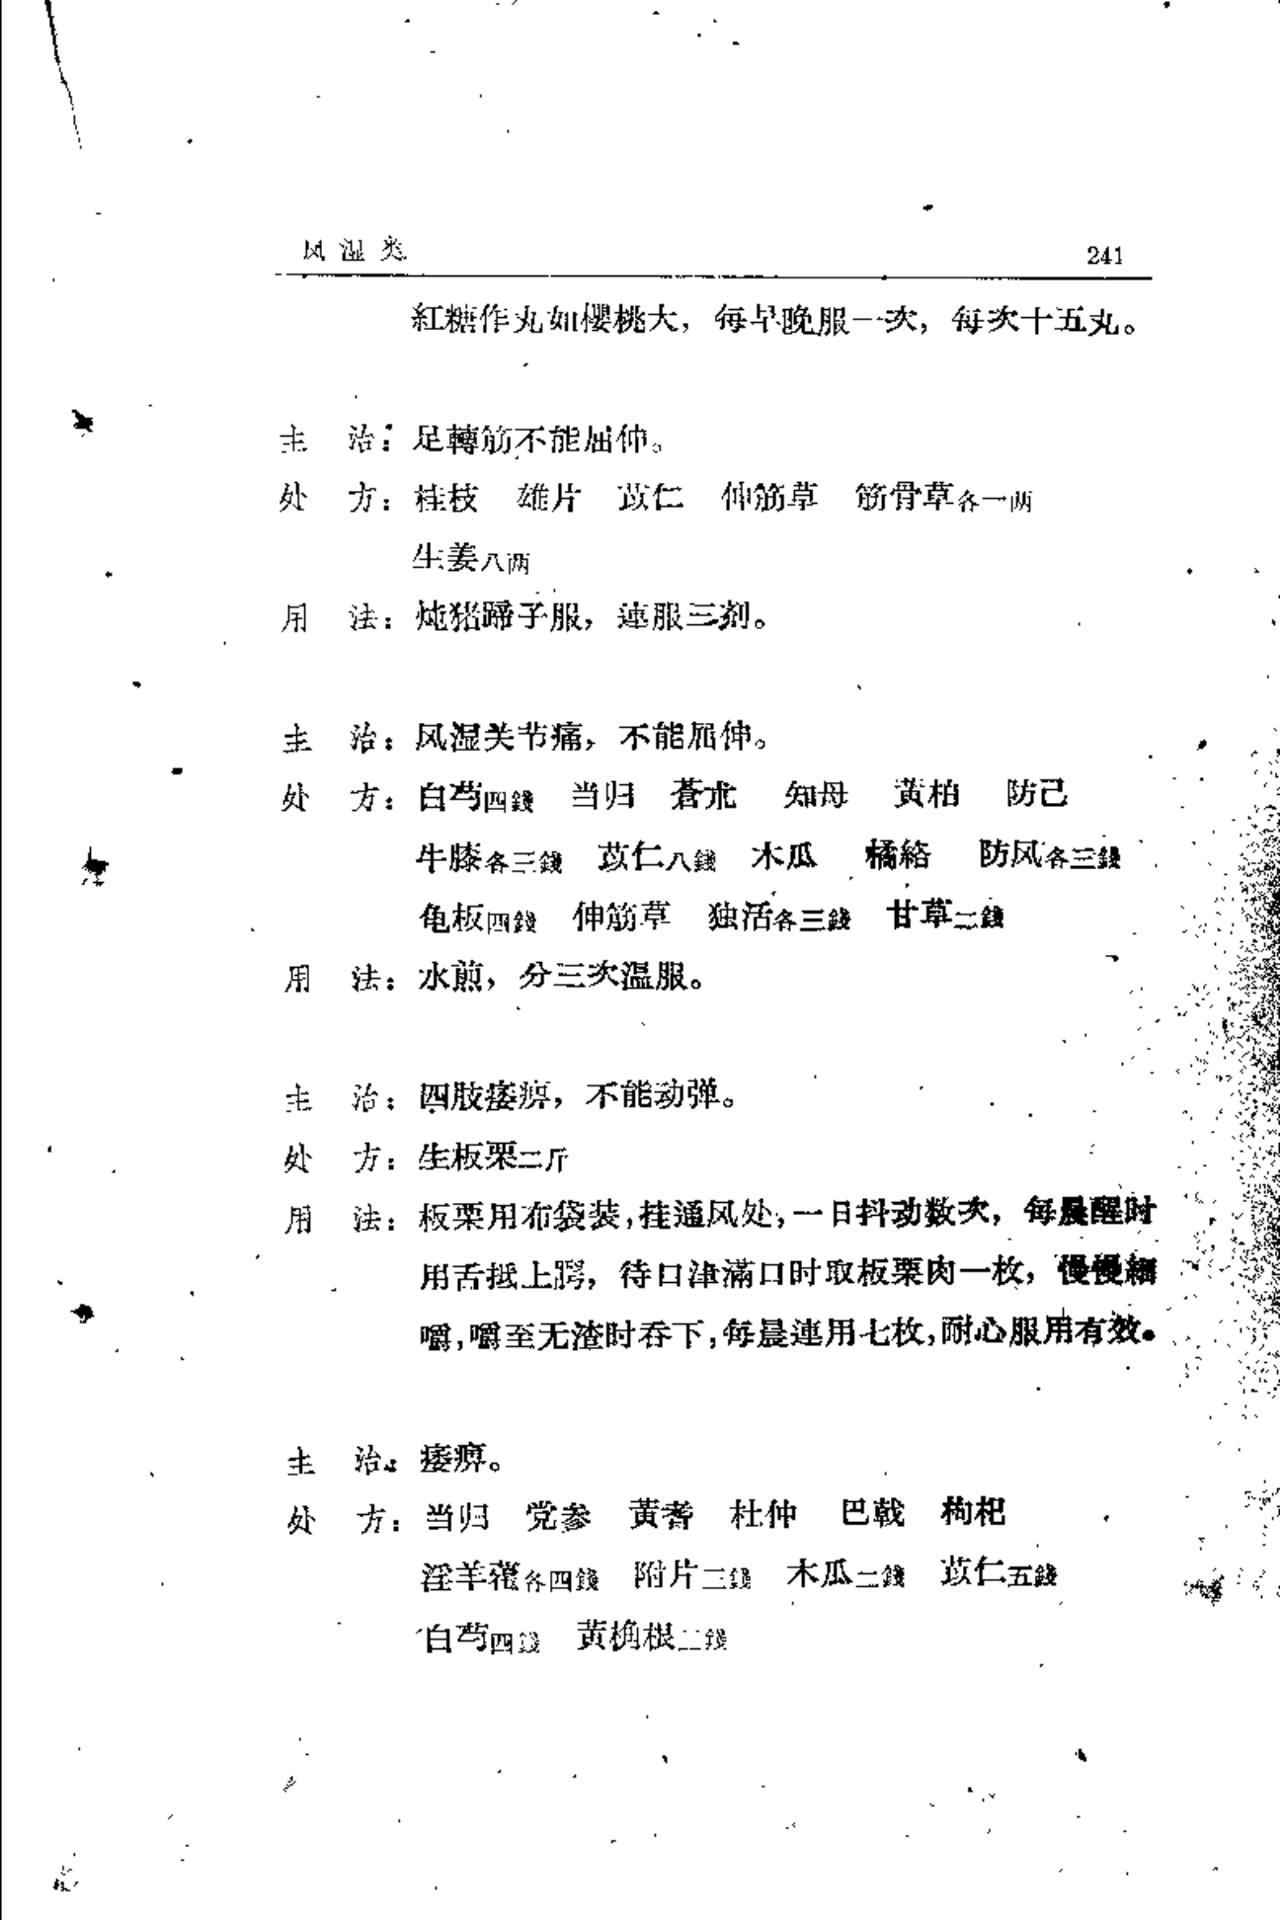 风湿类 241
紅糖作丸如樱桃大，每早晚服一次，每次十五丸。
主 治：足轉筋不能屈伸。
处 方：桂枝 雄片 苡仁 伸筋草 筋骨草各一两
生姜八两
用 法：炖猪蹄子服，連服三剂。
主 治：风湿关节痛，不能屈伸。
处 方：白芍四錢 当归 蒼朮 知母 黃柏 防己
牛膝各三錢 苡仁八錢 木瓜 橘絡 防风各三錢
龟板四錢 伸筋草 独活各三錢 甘草二錢
用 法：水煎，分三次温服。
主 治：四肢痿痹，不能动弹。
处 方：生板栗二斤
用 法：板栗用布袋装，挂通风处，一日抖动数次，每晨醒时
用舌抵上腭，待口津滿口时取板栗肉一枚，慢慢細
嚼，嚼至无渣时吞下，每晨連用七枚，耐心服用有效。
主 治：痿痹。
处 方：当归 党参 黃耆 杜仲 巴戟 枸杞
淫羊藿各四錢 附片三錢 木瓜二錢 苡仁五錢
白芍四錢 黃桷根二錢